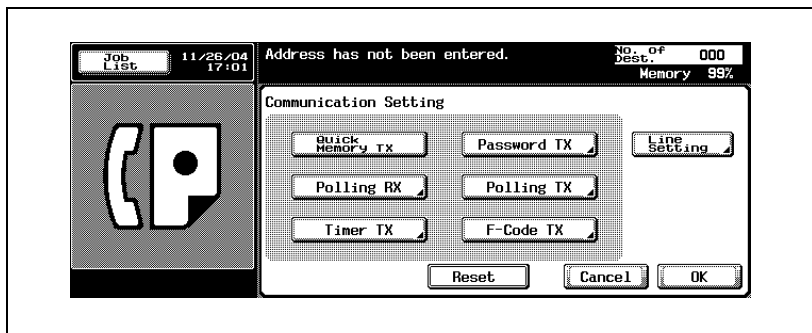 Job
List
11/26/04
17:01
Address has not been entered.
No. of
Dest.
000
Memory 99%
Communication Setting
Quick
Memory TX
Password TX
Line
Setting
Polling RX
Polling TX
Timer TX
F-Code TX
Reset
Cancel
OK